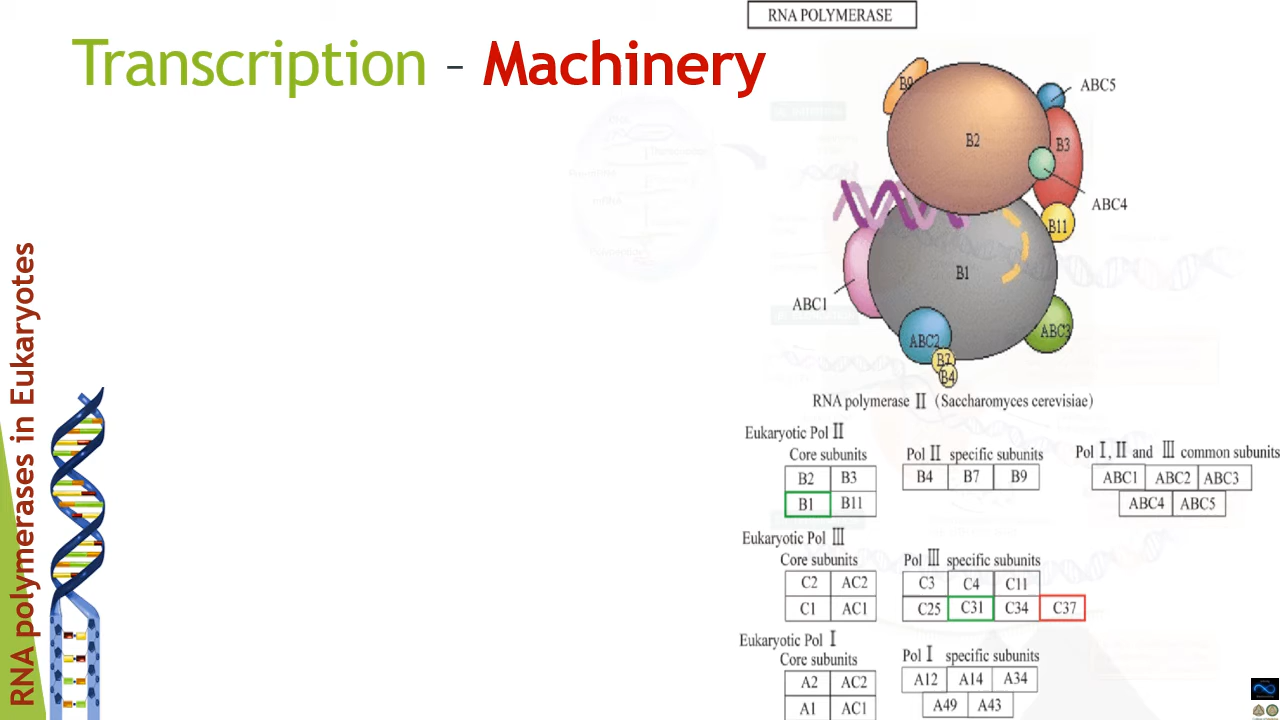 RNA POLYMERASE
Transcription – Machinery
B9
ABC5
B2
B3
ABC4
B11
B1
ABC1
ABC2
ABC3
B7
B4
RNA polymerase II (Saccharomyces cerevisiae)
RNA polymerases in Eukaryotes
Eukaryotic Pol II
Core subunits
B2 B3
B1 B11
Pol II specific subunits
B4 B7 B9
Pol I, II and III common subunits
ABC1 ABC2 ABC3
ABC4 ABC5
Eukaryotic Pol III
Core subunits
C2 AC2
C1 AC1
Pol III specific subunits
C3 C4 C11
C25 C31 C34 C37
Eukaryotic Pol I
Core subunits
A2 AC2
A1 AC1
Pol I specific subunits
A12 A14 A34
A49 A43